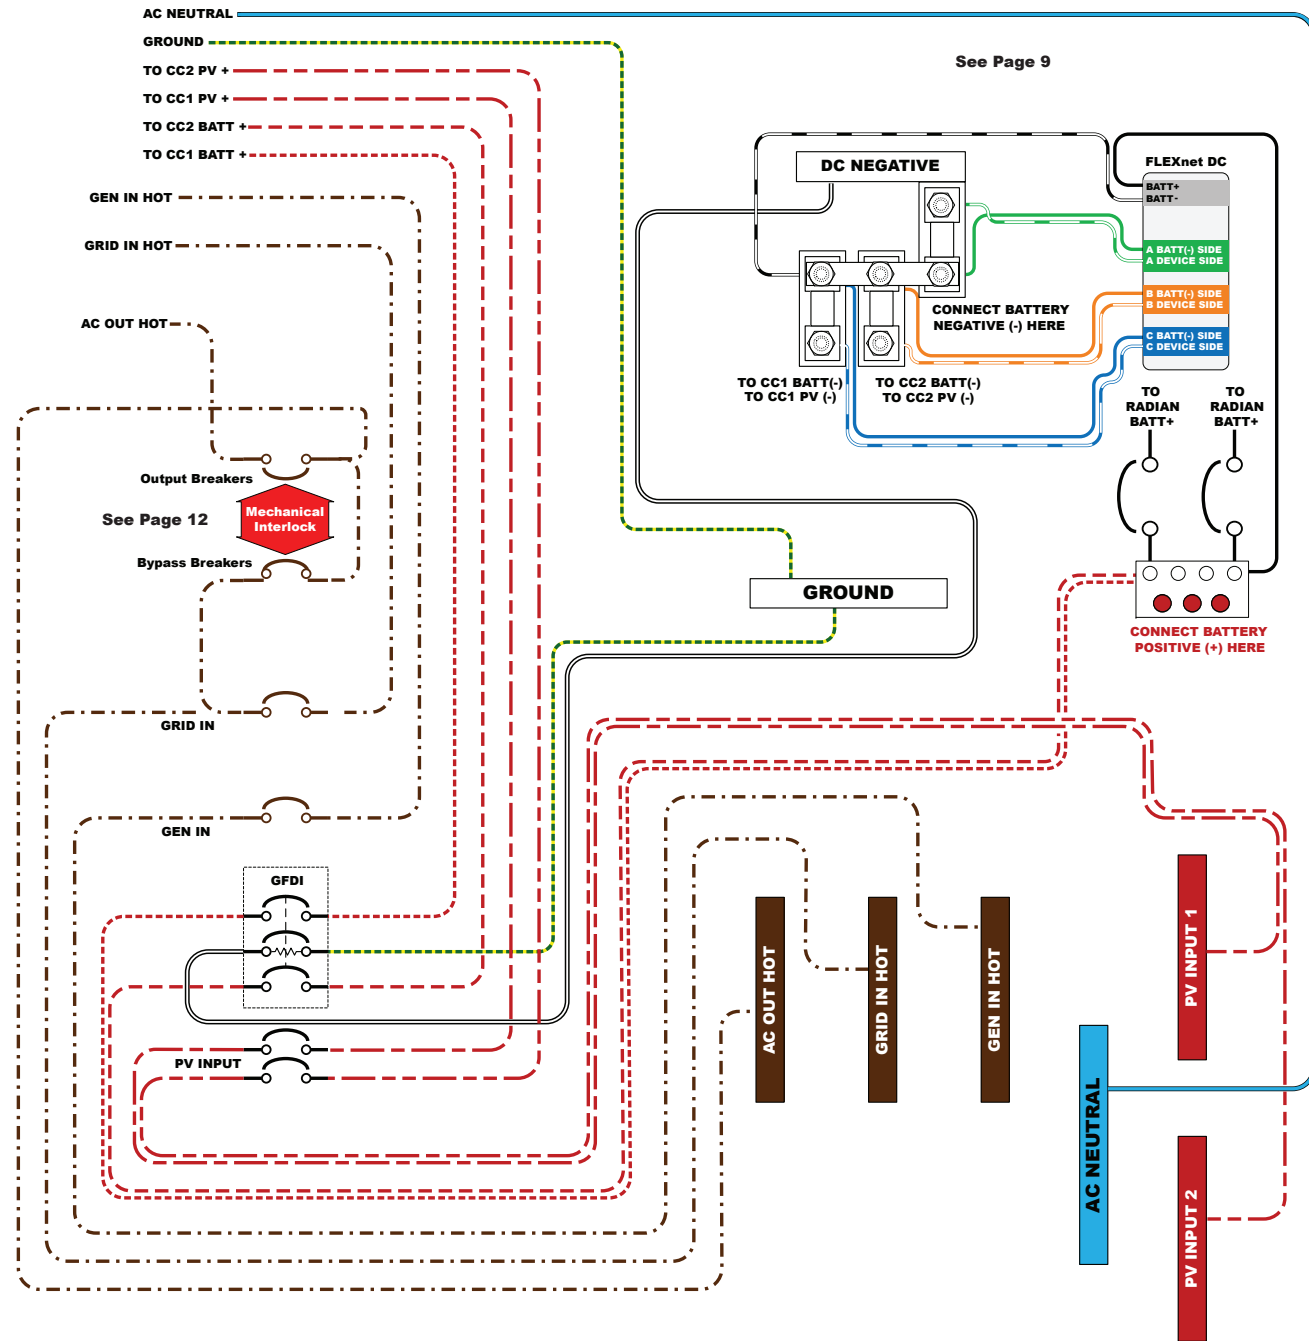 AC NEUTRAL
GROUND
TO CC2 PV +
TO CC1 PV +
TO CC2 BATT +
TO CC1 BATT +
GEN IN HOT
GRID IN HOT
AC OUT HOT
Output Breakers
See Page 12
Mechanical
Interlock
Bypass Breakers
GRID IN
GEN IN
GFDI
PV INPUT
See Page 9
DC NEGATIVE
FLEXnet DC
BATT+
BATT-
A BATT(-) SIDE
A DEVICE SIDE
B BATT(-) SIDE
B DEVICE SIDE
C BATT(-) SIDE
C DEVICE SIDE
CONNECT BATTERY
NEGATIVE (-) HERE
TO CC1 BATT(-)
TO CC1 PV (-)
TO CC2 BATT(-)
TO CC2 PV (-)
TO
RADIAN
BATT+
TO
RADIAN
BATT+
GROUND
CONNECT BATTERY
POSITIVE (+) HERE
AC OUT HOT
GRID IN HOT
GEN IN HOT
AC NEUTRAL
PV INPUT 1
PV INPUT 2